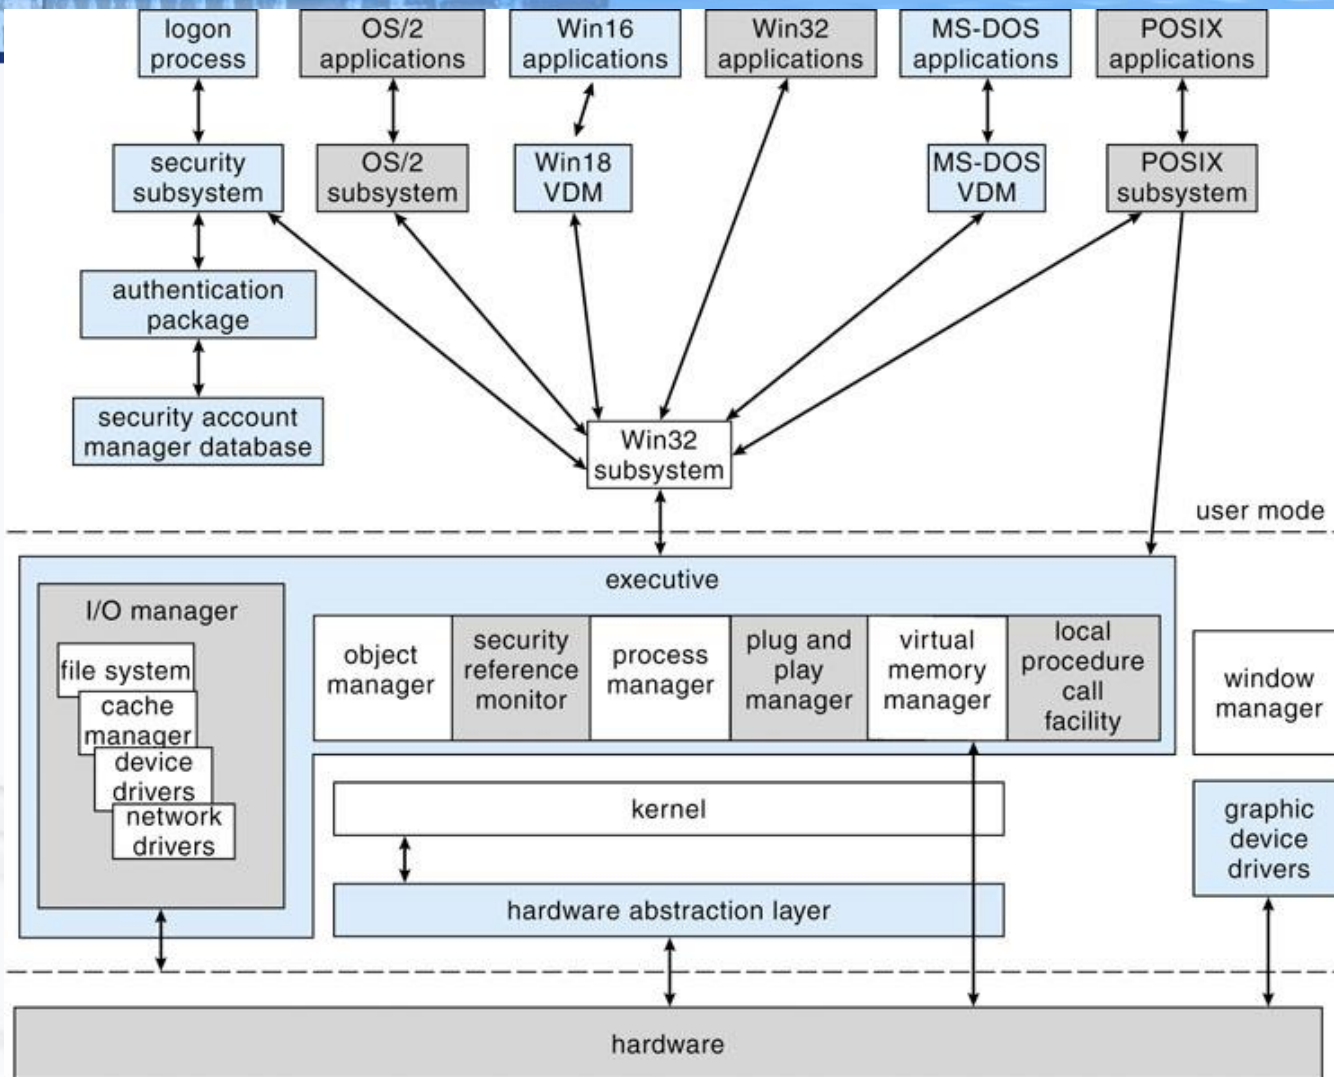 logon
process
OS/2
applications
Win16
applications
Win32
applications
MS-DOS
applications
POSIX
applications
security
subsystem
OS/2
subsystem
Win18
VDM
MS-DOS
VDM
POSIX
subsystem
authentication
package
security account
manager database
Win32
subsystem
user mode
executive
I/O manager
file system
cache
manager
device
drivers
network
drivers
object
manager
security
reference
monitor
process
manager
plug and
play
manager
virtual
memory
manager
local
procedure
call
facility
window
manager
kernel
graphic
device
drivers
hardware abstraction layer
hardware